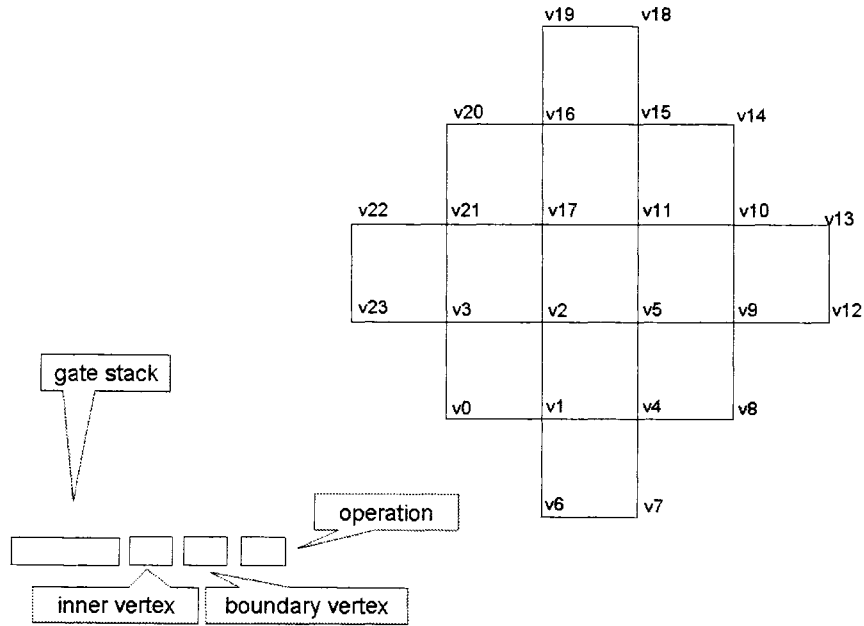 v19 v18
v20 v16 v15 v14
v22 v21 v17 v11 v10 v13
v23 v3 v2 v5 v9 v12
gate stack
v0 v1 v4 v8
v6 v7
operation
inner vertex boundary vertex